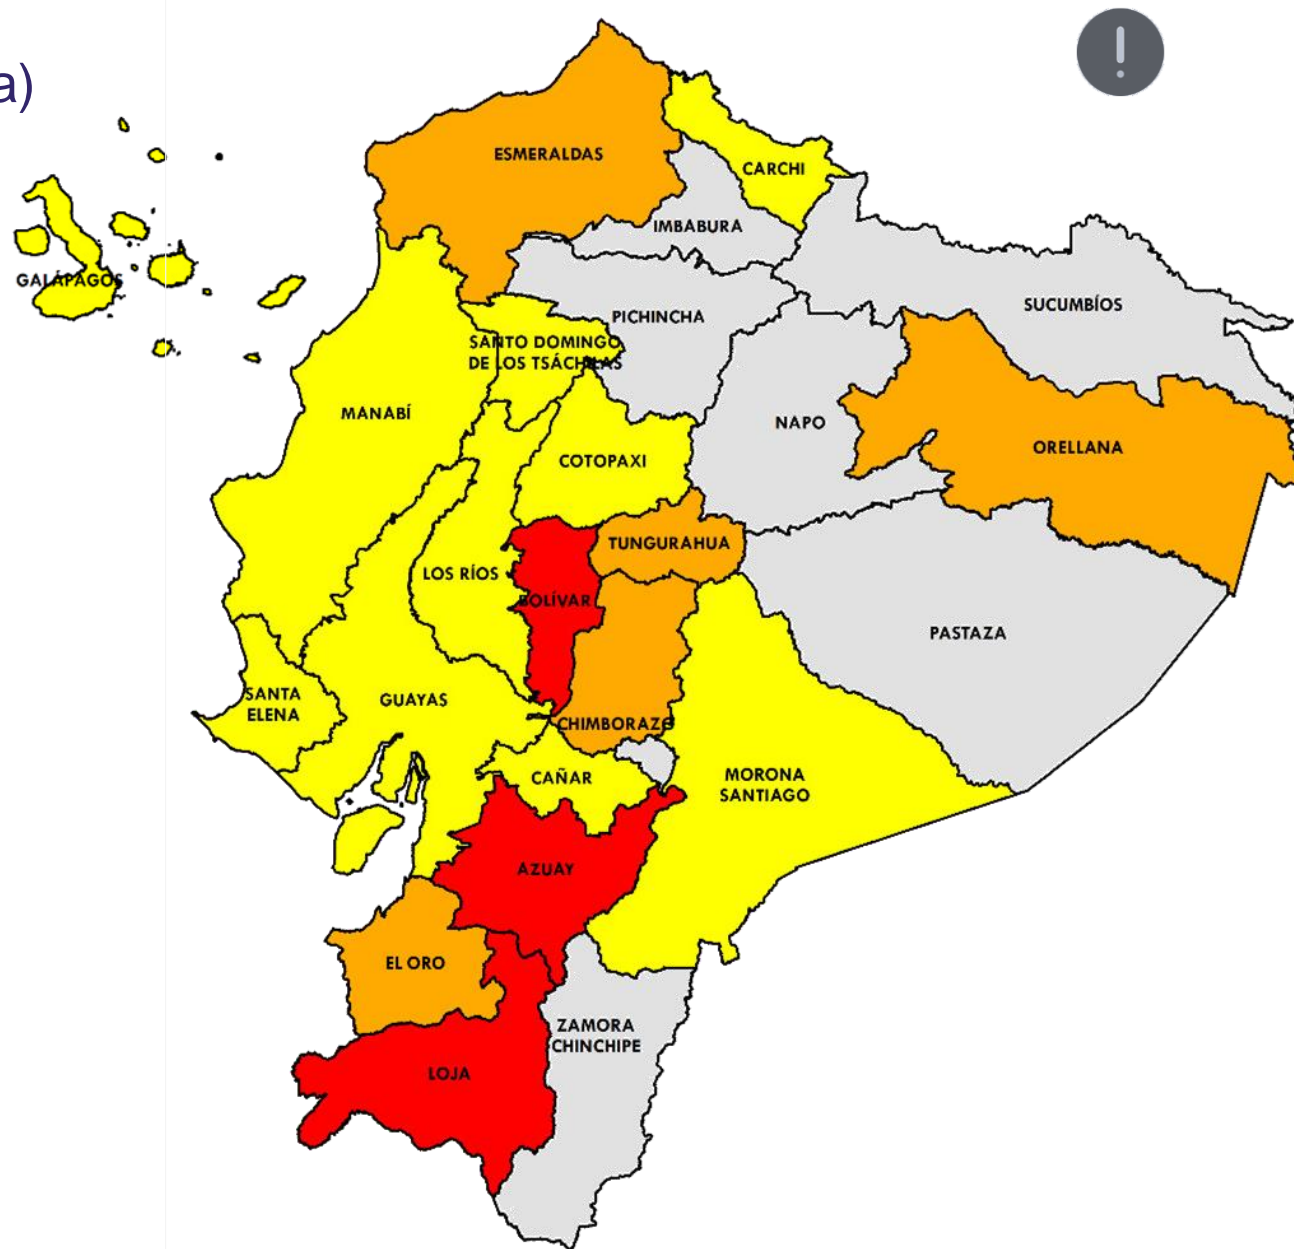 a)
ESMERALDAS
CARCHI
IMBABURA
GALÁPAGOS
SUCUMBÍOS
PICHINCHA
SANTO DOMINGO
DE LOS TSÁCHILAS
MANABÍ
NAPO
ORELLANA
COTOPAXI
TUNGURAHUA
LOS RÍOS
BOLÍVAR
PASTAZA
SANTA
ELENA
GUAYAS
CHIMBORAZO
CAÑAR
MORONA
SANTIAGO
AZUAY
EL ORO
ZAMORA
CHINCHIPE
LOJA